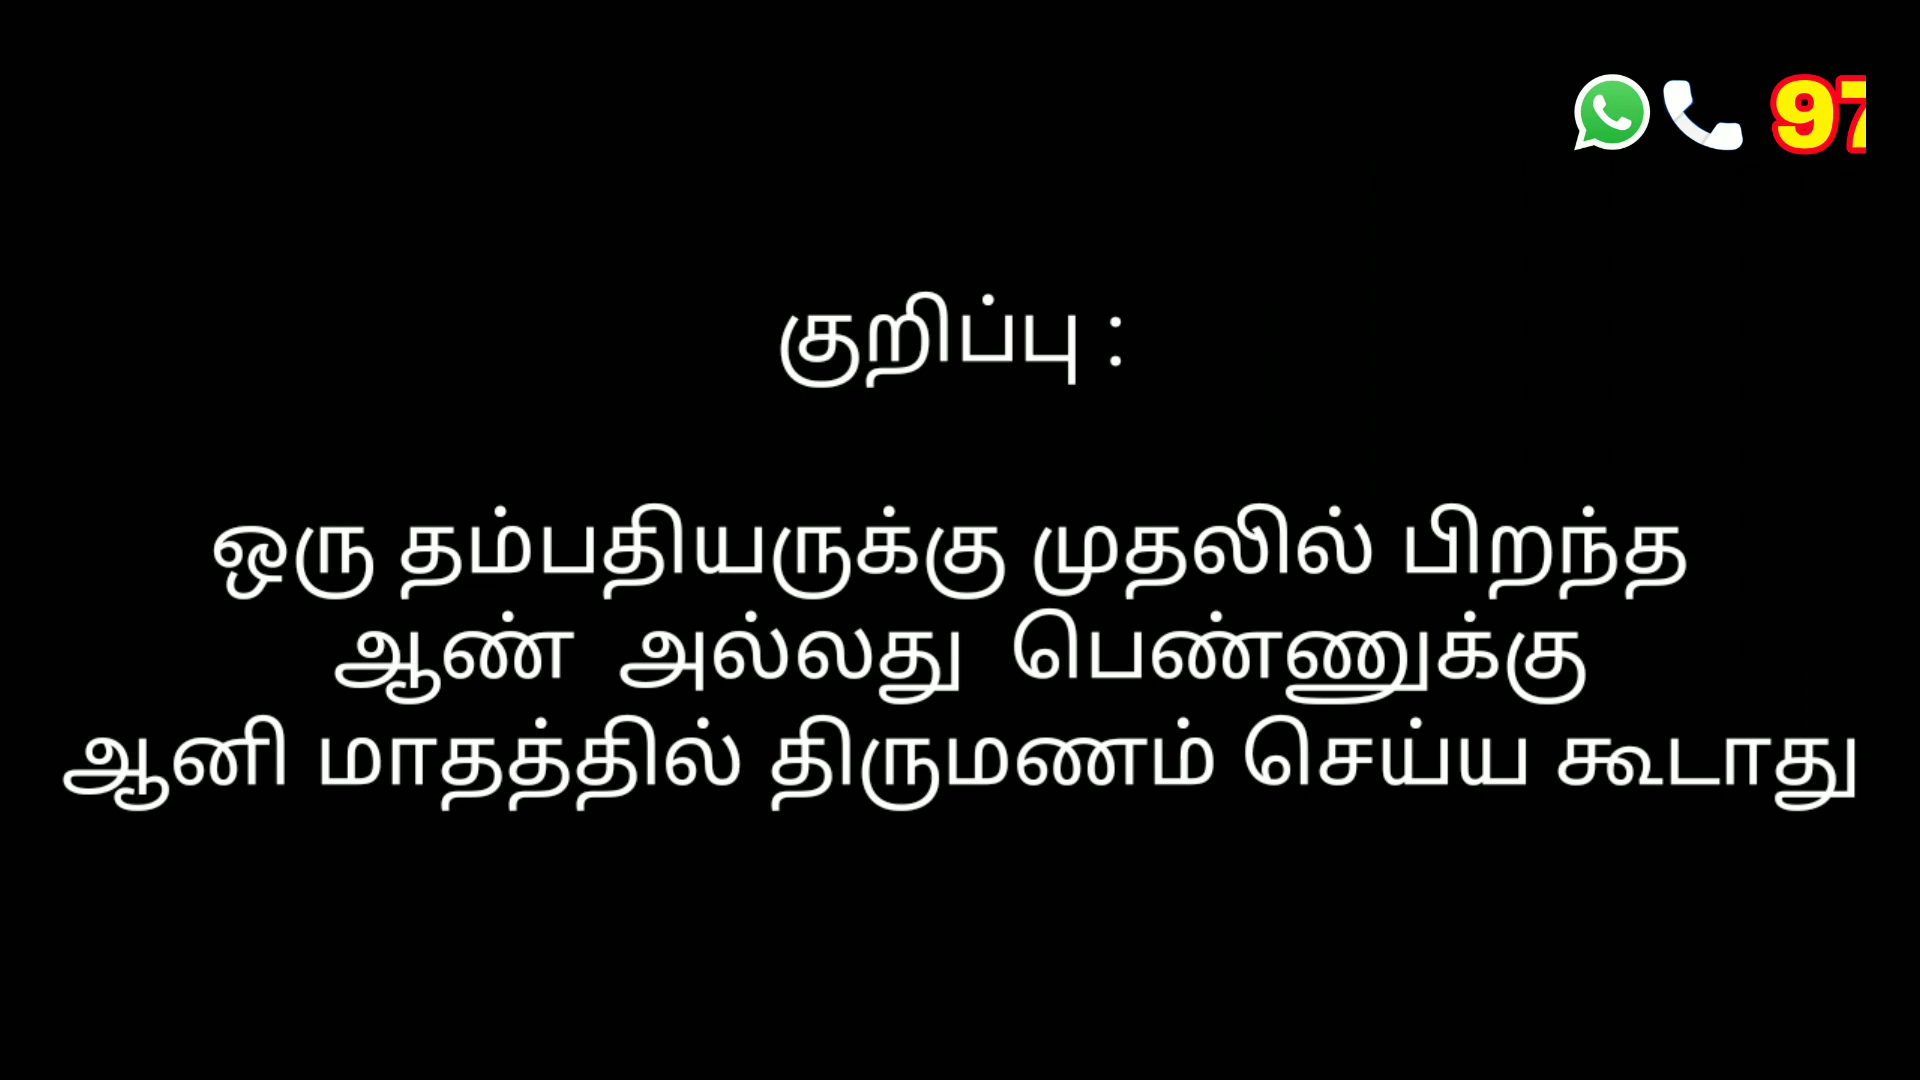 97
குறிப்பு :
ஒரு தம்பதியருக்கு முதலில் பிறந்த
ஆண் அல்லது பெண்ணுக்கு
ஆனி மாதத்தில் திருமணம் செய்ய கூடாது